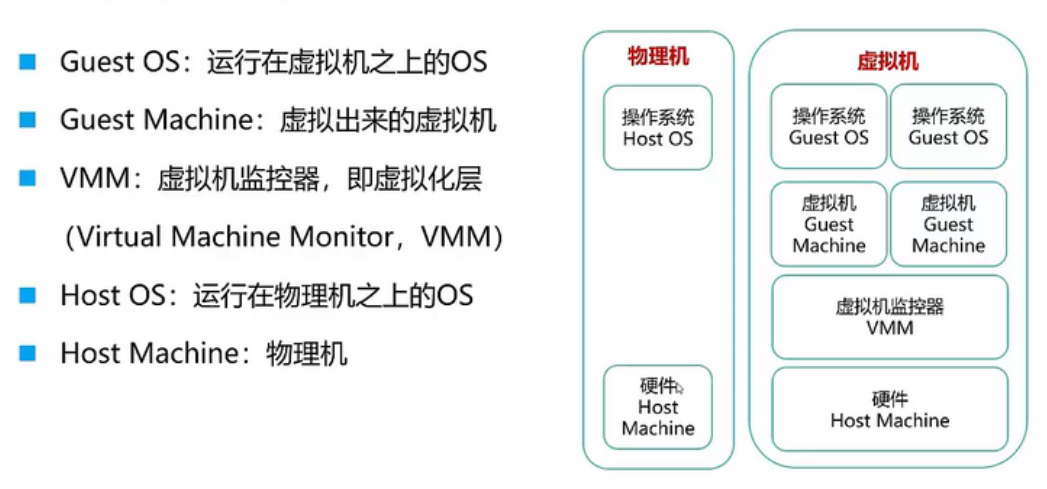 Guest OS：运行在虚拟机之上的OS
Guest Machine：虚拟出来的虚拟机
VMM：虚拟机监控器，即虚拟化层
（Virtual Machine Monitor，VMM）
Host OS：运行在物理机之上的OS
Host Machine：物理机
物理机
操作系统
Host OS
硬件
Host
Machine
虚拟机
操作系统
Guest OS
操作系统
Guest OS
虚拟机
Guest
Machine
虚拟机
Guest
Machine
虚拟机监控器
VMM
硬件
Host Machine